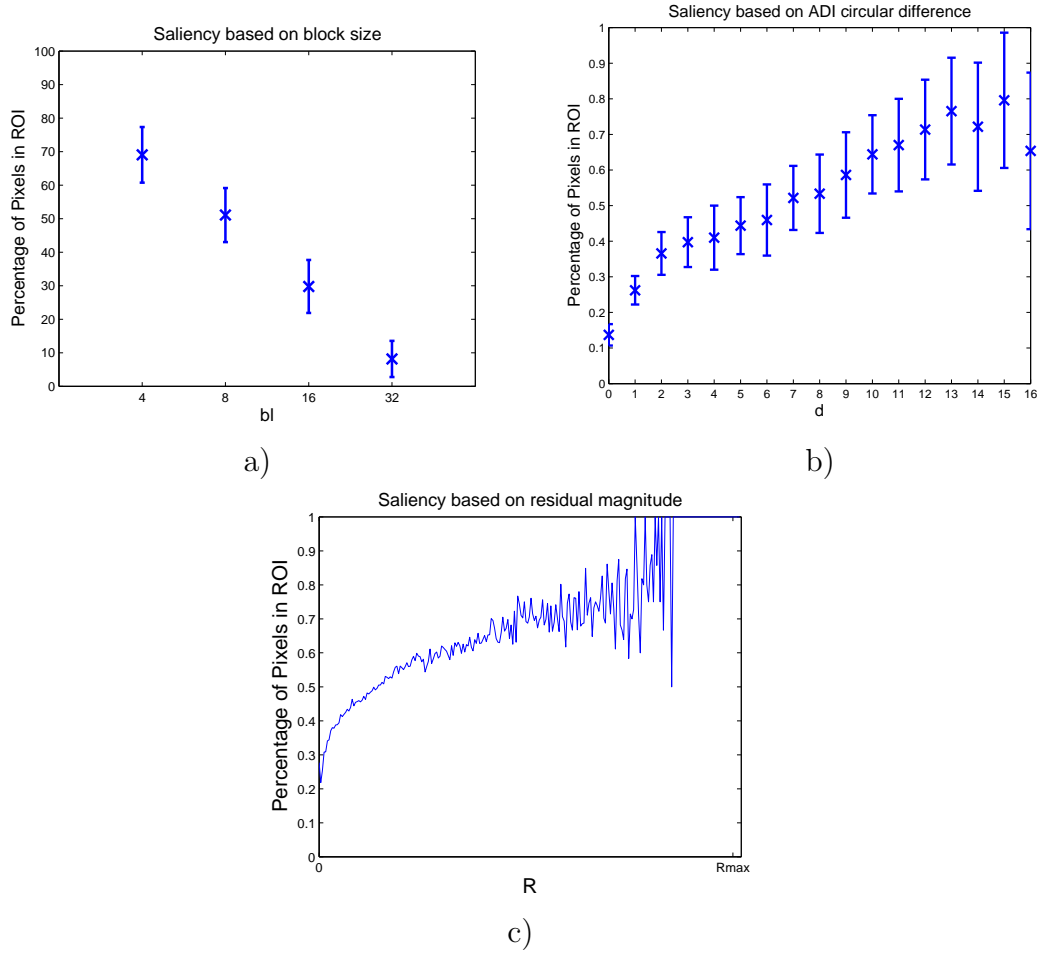 Saliency based on block size
100
90
80
70
60
50
40
30
20
10
0
Percentage of Pixels in ROI
4 8 16 32
bl
a)
Saliency based on ADI circular difference
1
0.9
0.8
0.7
0.6
0.5
0.4
0.3
0.2
0.1
0
Percentage of Pixels in ROI
0 1 2 3 4 5 6 7 8 9 10 11 12 13 14 15 16
d
b)
Saliency based on residual magnitude
1
0.9
0.8
0.7
0.6
0.5
0.4
0.3
0.2
0.1
0
Percentage of Pixels in ROI
0 Rmax
R
c)